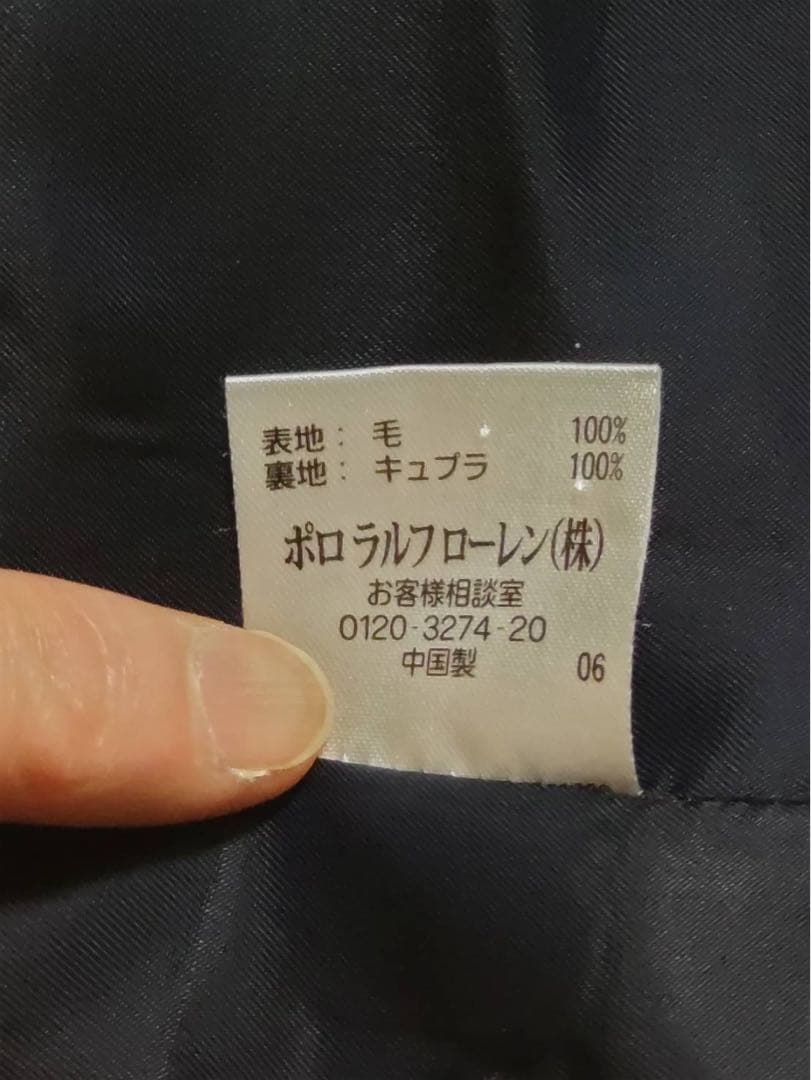 表地: 毛 100%
裏地: キュプラ 100%
ポロ ラルフ ローレン(株)
お客様相談室
0120-3274-20
中国製 06